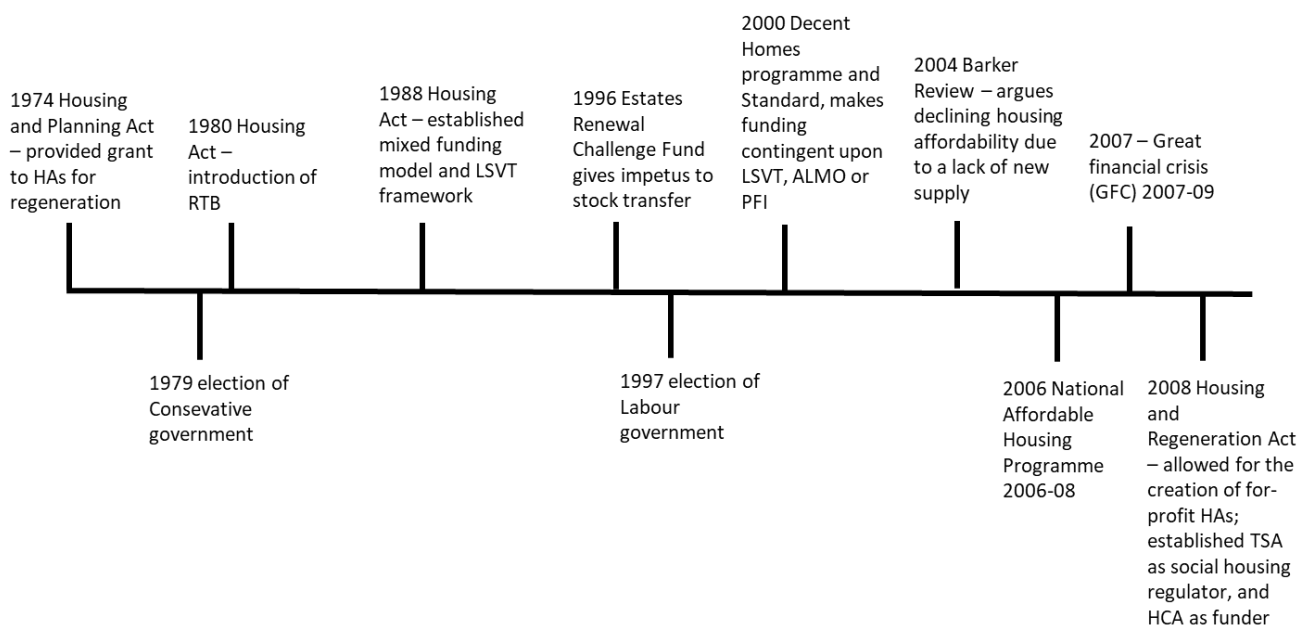 1974 Housing
and Planning Act
– provided grant
to HAs for
regeneration
1980 Housing
Act –
introduction of
RTB
1988 Housing
Act – established
mixed funding
model and LSVT
framework
1996 Estates
Renewal
Challenge Fund
gives impetus to
stock transfer
2000 Decent
Homes
programme and
Standard, makes
funding
contingent upon
LSVT, ALMO or
PFI
2004 Barker
Review – argues
declining housing
affordability due
to a lack of new
supply
2007 – Great
financial crisis
(GFC) 2007-09
1979 election of
Consevative
government
1997 election of
Labour
government
2006 National
Affordable
Housing
Programme
2006-08
2008 Housing
and
Regeneration Act
– allowed for the
creation of for-
profit HAs;
established TSA
as social housing
regulator, and
HCA as funder